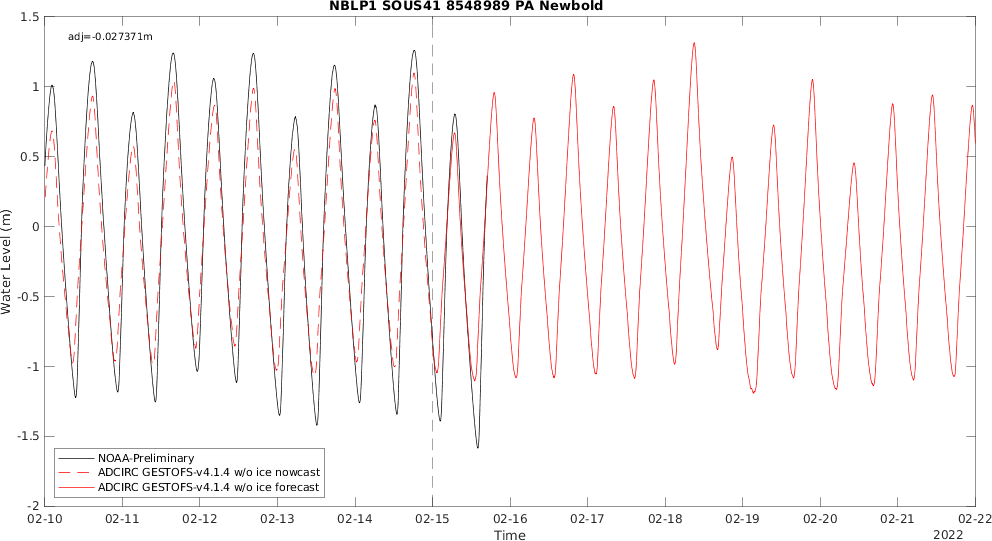 NBLP1 SOUS41 8548989 PA Newbold
adj=-0.027371m
1.5
1
0.5
0
-0.5
-1
-1.5
-2
Water Level (m)
NOAA-Preliminary
ADCIRC GESTOFS-v4.1.4 w/o ice nowcast
ADCIRC GESTOFS-v4.1.4 w/o ice forecast
02-10 02-11 02-12 02-13 02-14 02-15 02-16 02-17 02-18 02-19 02-20 02-21 02-22
Time
2022